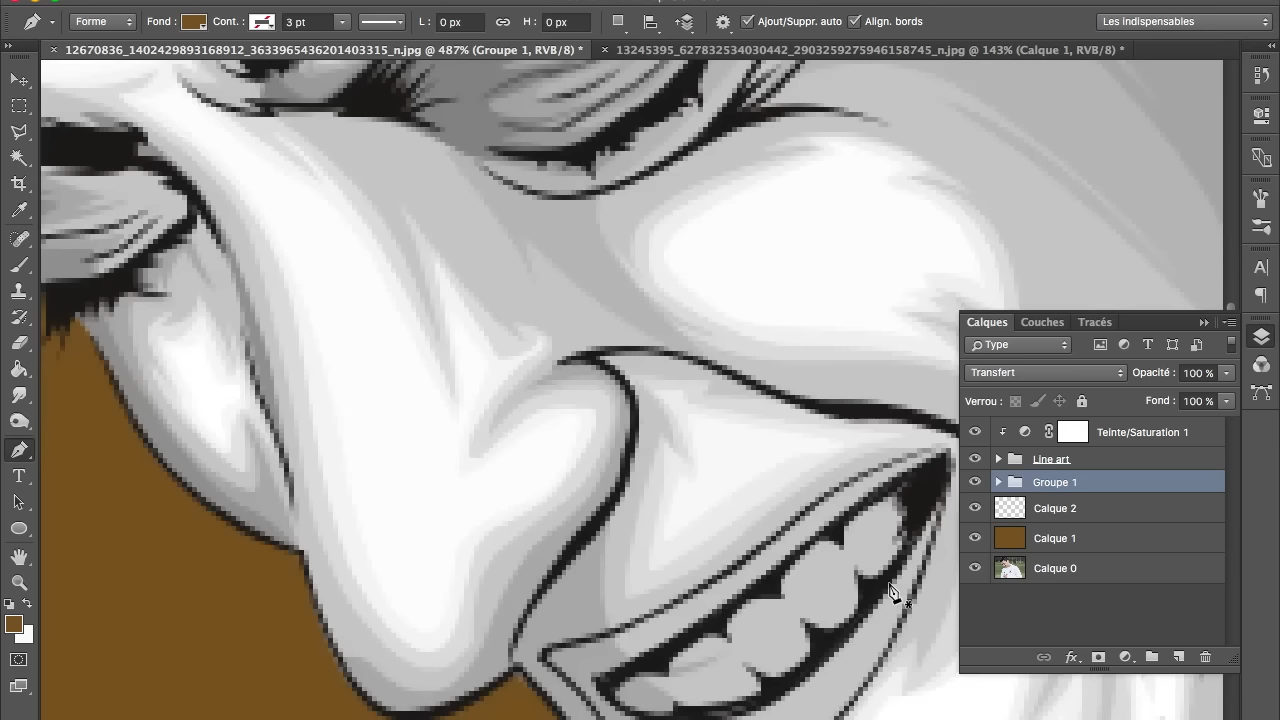 Forme Fond : Cont. : 3 pt L : 0 px H : 0 px Ajout/Suppr. auto Align. bords Les indispensables
12670836_1402429893168912_3633965436201403315_n.jpg @ 487% (Groupe 1, RVB/8) * 13245395_627832534030442_2903259275946158745_n.jpg @ 143% (Calque 1, RVB/8) *
Calques Couches Tracés
Type
Transfert Opacité : 100 %
Verrou : Fond : 100 %
Teinte/Saturation 1
Line art
Groupe 1
Calque 2
Calque 1
Calque 0
fx